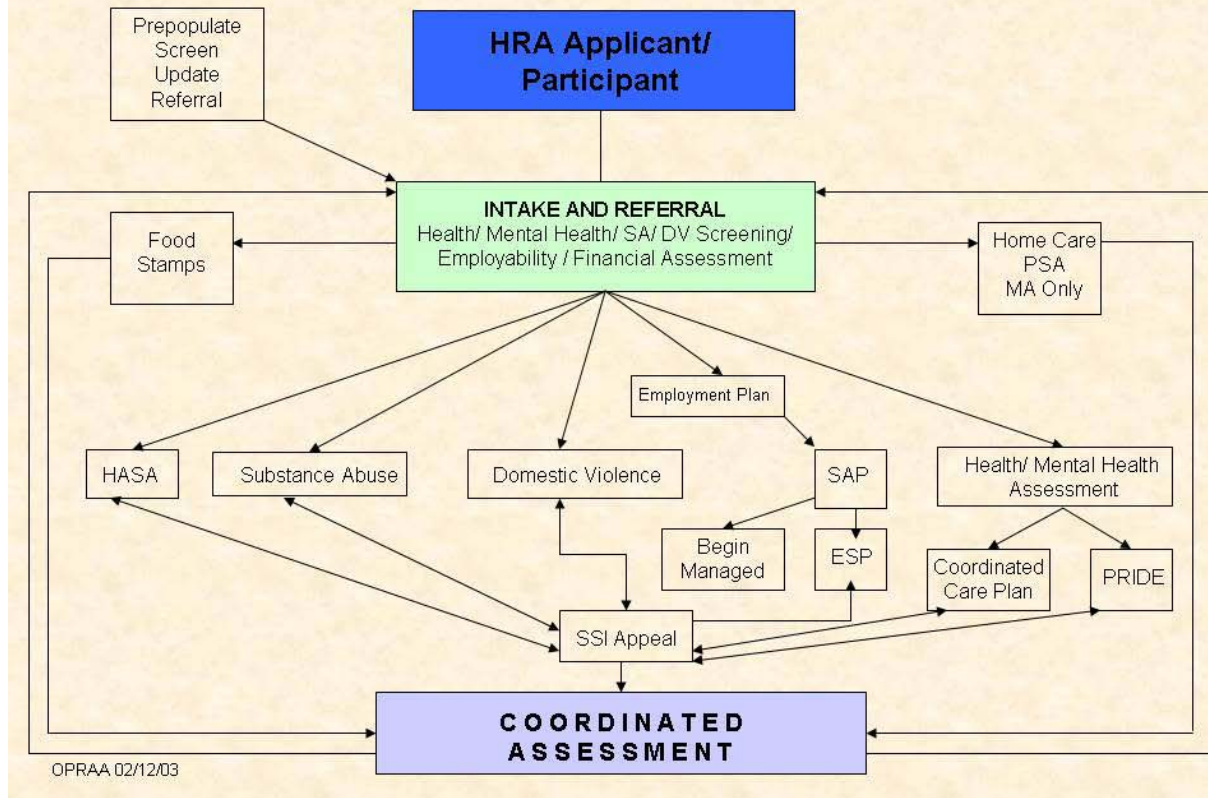 Prepopulate
Screen
Update
Referral
HRA Applicant/
Participant
INTAKE AND REFERRAL
Health/ Mental Health/ SA/ DV Screening/
Employability / Financial Assessment
Food
Stamps
Home Care
PSA
MA Only
Employment Plan
HASA
Substance Abuse
Domestic Violence
SAP
Health/ Mental Health
Assessment
Begin
Managed
ESP
Coordinated
Care Plan
PRIDE
SSI Appeal
COORDINATED
ASSESSMENT
OPRAA 02/12/03